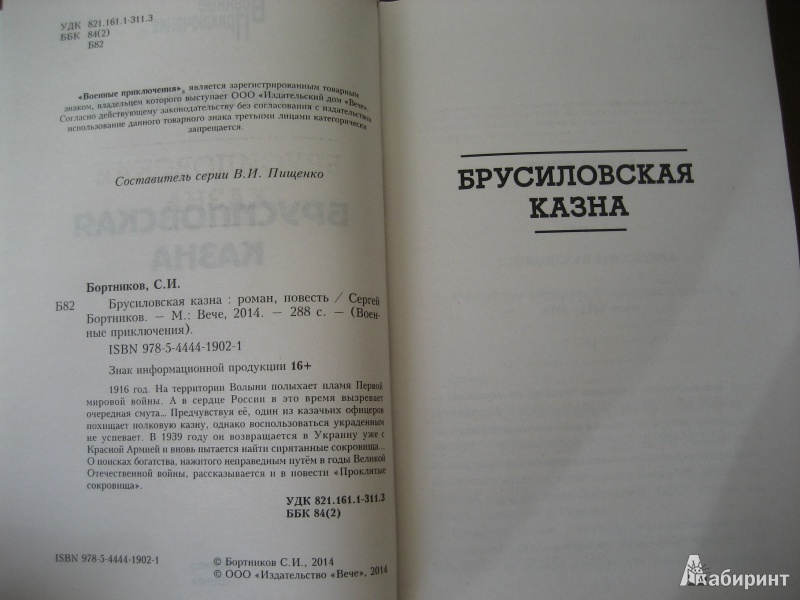 УДК 821.161.1-311.3
ББК 84(2)
Б82
«Военные приключения», является зарегистрированным товарным
знаком, владельцем которого выступает ООО «Издательский дом «Вече».
Согласно действующему законодательству без согласования с издательством
использование данного товарного знака третьими лицами категорически
запрещается.
Составитель серии В.И. Пищенко
Бортников, С.И.
Б82 Брусиловская казна : роман, повесть / Сергей
Бортников. — М.: Вече, 2014. — 288 с. — (Воен-
ные приключения).
ISBN 978-5-4444-1902-1
Знак информационной продукции 16+
1916 год. На территории Волыни полыхает пламя Первой
мировой войны. А в сердце России в это время вызревает
очередная смута... Предчувствуя её, один из казачьих офицеров
похищает полковую казну, однако воспользоваться украденным
не успевает. В 1939 году он возвращается в Украину уже с
Красной Армией и вновь пытается найти спрятанные сокровища...
О поисках богатства, нажитого неправедным путём в годы Великой
Отечественной войны, рассказывается и в повести «Проклятые
сокровища».
УДК 821.161.1-311.3
ББК 84(2)
ISBN 978-5-4444-1902-1
© Бортников С.И., 2014
© ООО «Издательство «Вече», 2014
БРУСИЛОВСКАЯ
КАЗНА
Лабиринт